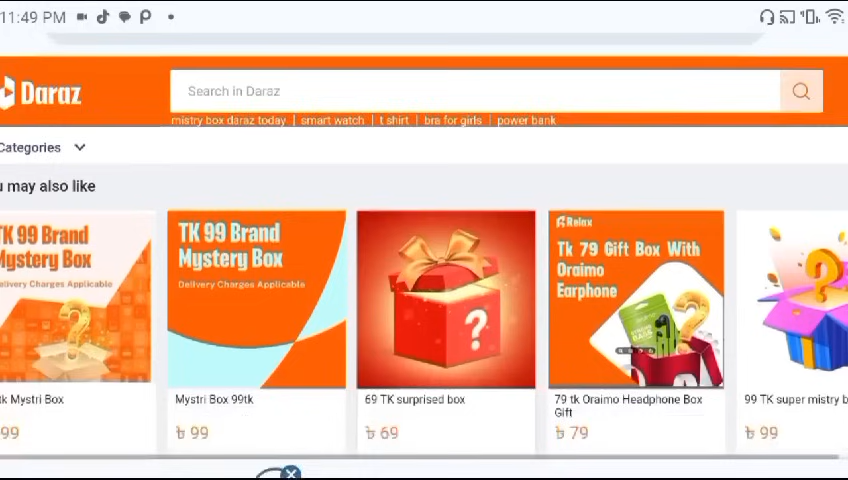 11:49 PM
Daraz
Search in Daraz
mistry box daraz today | smart watch | t shirt | bra for girls | power bank
Categories
u may also like
TK 99 Brand
Mystery Box
Delivery Charges Applicable
TK 99 Brand
Mystery Box
Delivery Charges Applicable
?
Relax
Tk 79 Gift Box With
Oraimo
Earphone
tk Mystri Box
Mystri Box 99tk
69 TK surprised box
79 tk Oraimo Headphone Box
Gift
99 TK super mistry b
99
৳ 99
৳ 69
৳ 79
৳ 99